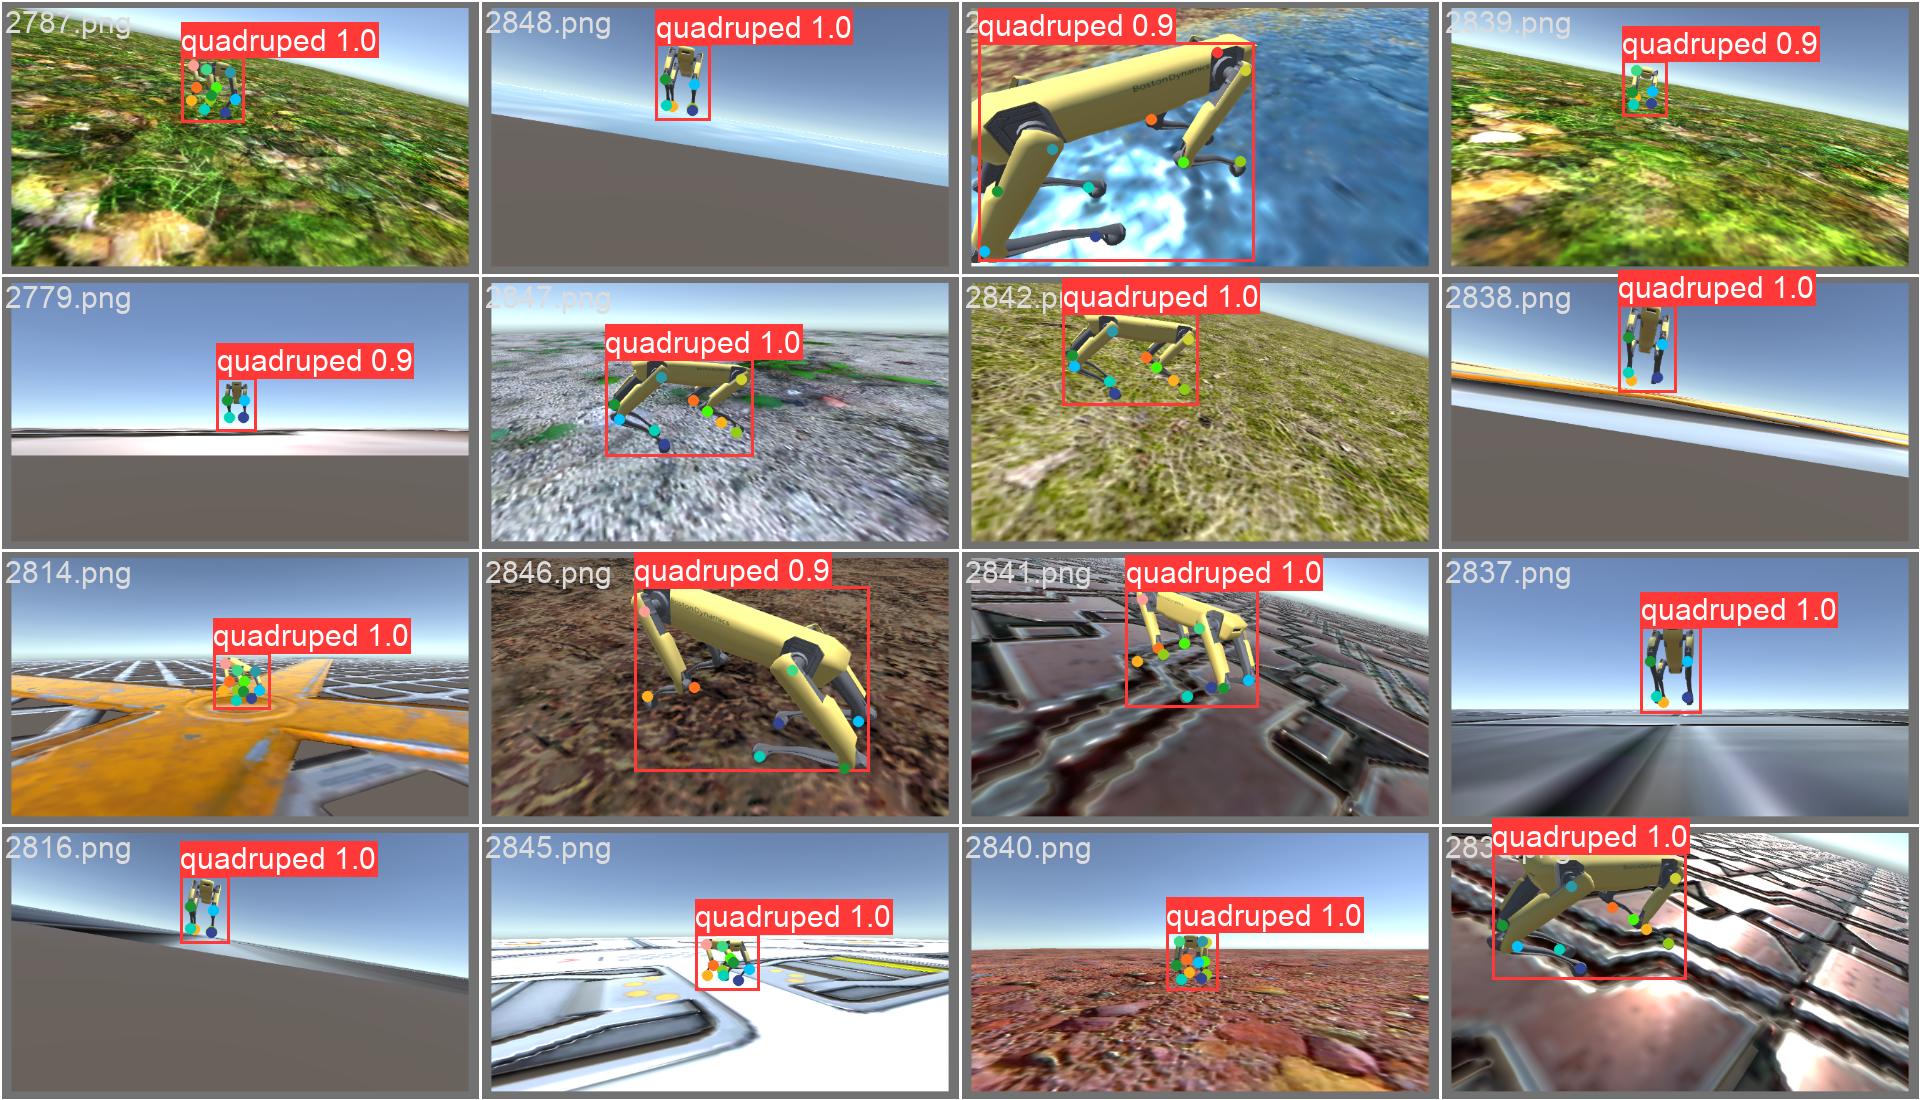 2787.png
quadruped 1.0
2848.png
quadruped 1.0
quadruped 0.9
BostonDynamics
2839.png
quadruped 0.9
2779.png
quadruped 0.9
2847.png
quadruped 1.0
2842.png
quadruped 1.0
2838.png
quadruped 1.0
2814.png
quadruped 1.0
2846.png
quadruped 0.9
BostonDynamics
2841.png
quadruped 1.0
2837.png
quadruped 1.0
2816.png
quadruped 1.0
2845.png
quadruped 1.0
2840.png
quadruped 1.0
quadruped 1.0